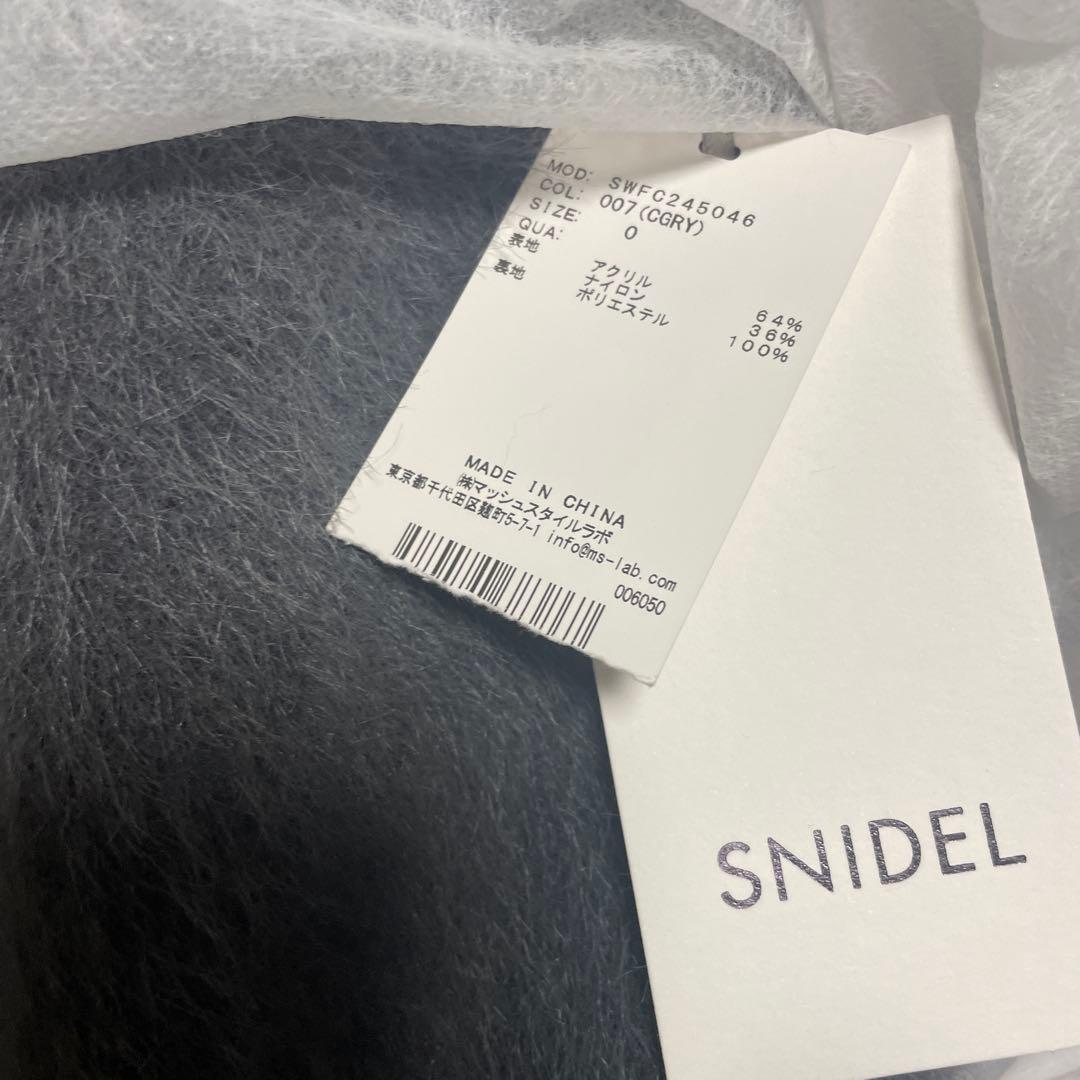 MOD: SWFC245046
COL: 007(CGRY)
SIZE: 0
QUA:
表地 アクリル 64%
ナイロン 36%
裏地 ポリエステル 100%
MADE IN CHINA
㈱マッシュスタイルラボ
東京都千代田区麹町5-7-1 info@ms-lab.com
006050
SNIDEL